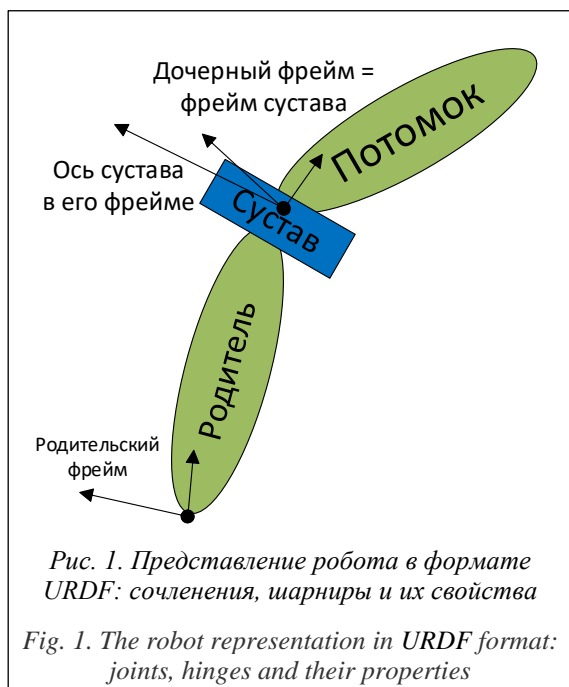 Дочерный фрейм =
фрейм сустава
Потомок
Ось сустава
в его фрейме
Сустав
Родитель
Родительский
фрейм
Рис. 1. Представление робота в формате
URDF: сочленения, шарниры и их свойства
Fig. 1. The robot representation in URDF format:
joints, hinges and their properties